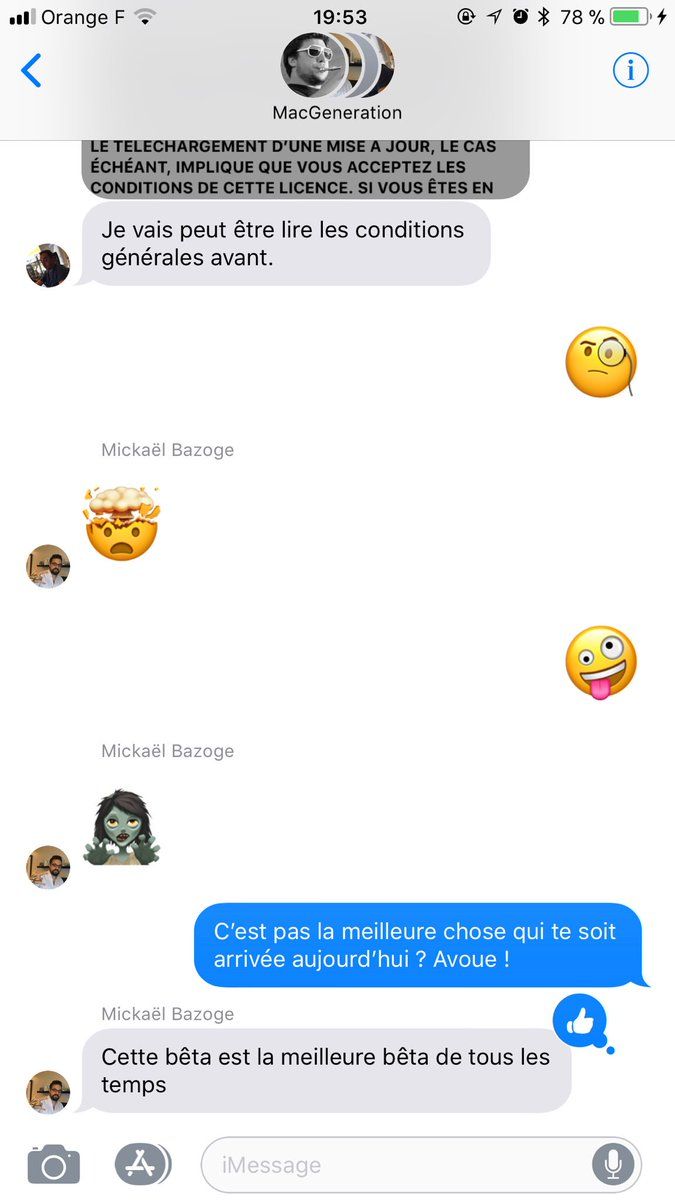 Orange F
19:53
78 %
MacGeneration
LE TÉLÉCHARGEMENT D'UNE MISE À JOUR, LE CAS
ÉCHÉANT, IMPLIQUE QUE VOUS ACCEPTEZ LES
CONDITIONS DE CETTE LICENCE. SI VOUS ÊTES EN
Je vais peut être lire les conditions
générales avant.
Mickaël Bazoge
Mickaël Bazoge
C’est pas la meilleure chose qui te soit
arrivée aujourd’hui ? Avoue !
Mickaël Bazoge
Cette bêta est la meilleure bêta de tous les
temps
iMessage